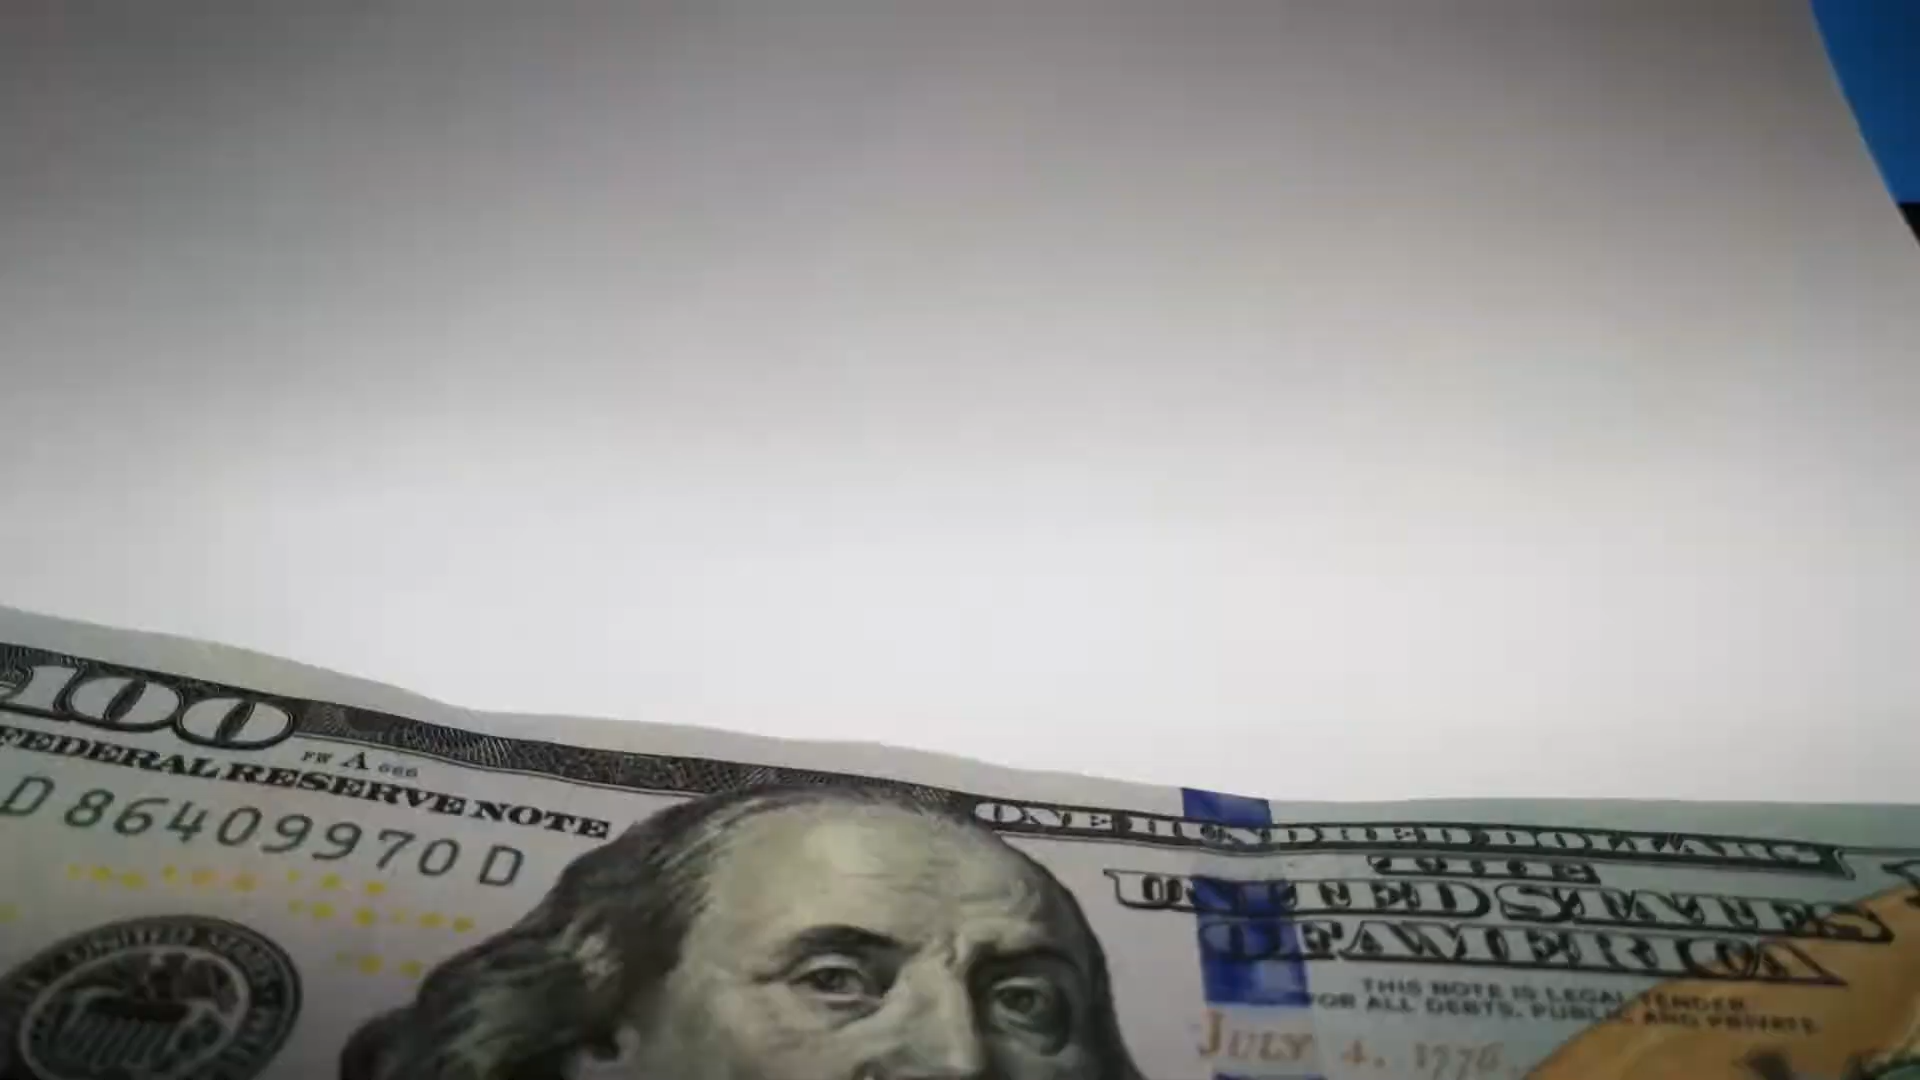 100
FW A 666
FEDERAL RESERVE NOTE
D 86409970 D
ONE HUNDRED DOLLARS
THE
UNITED STATES
OF AMERICA
THIS NOTE IS LEGAL TENDER
FOR ALL DEBTS, PUBLIC AND PRIVATE
JULY 4, 1776